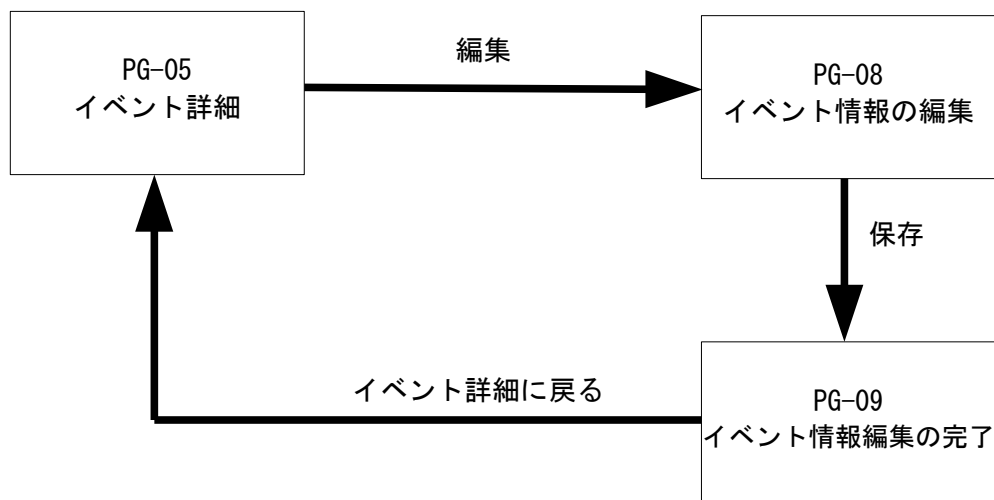 PG-05
イベント詳細
編集
PG-08
イベント情報の編集
保存
イベント詳細に戻る
PG-09
イベント情報編集の完了